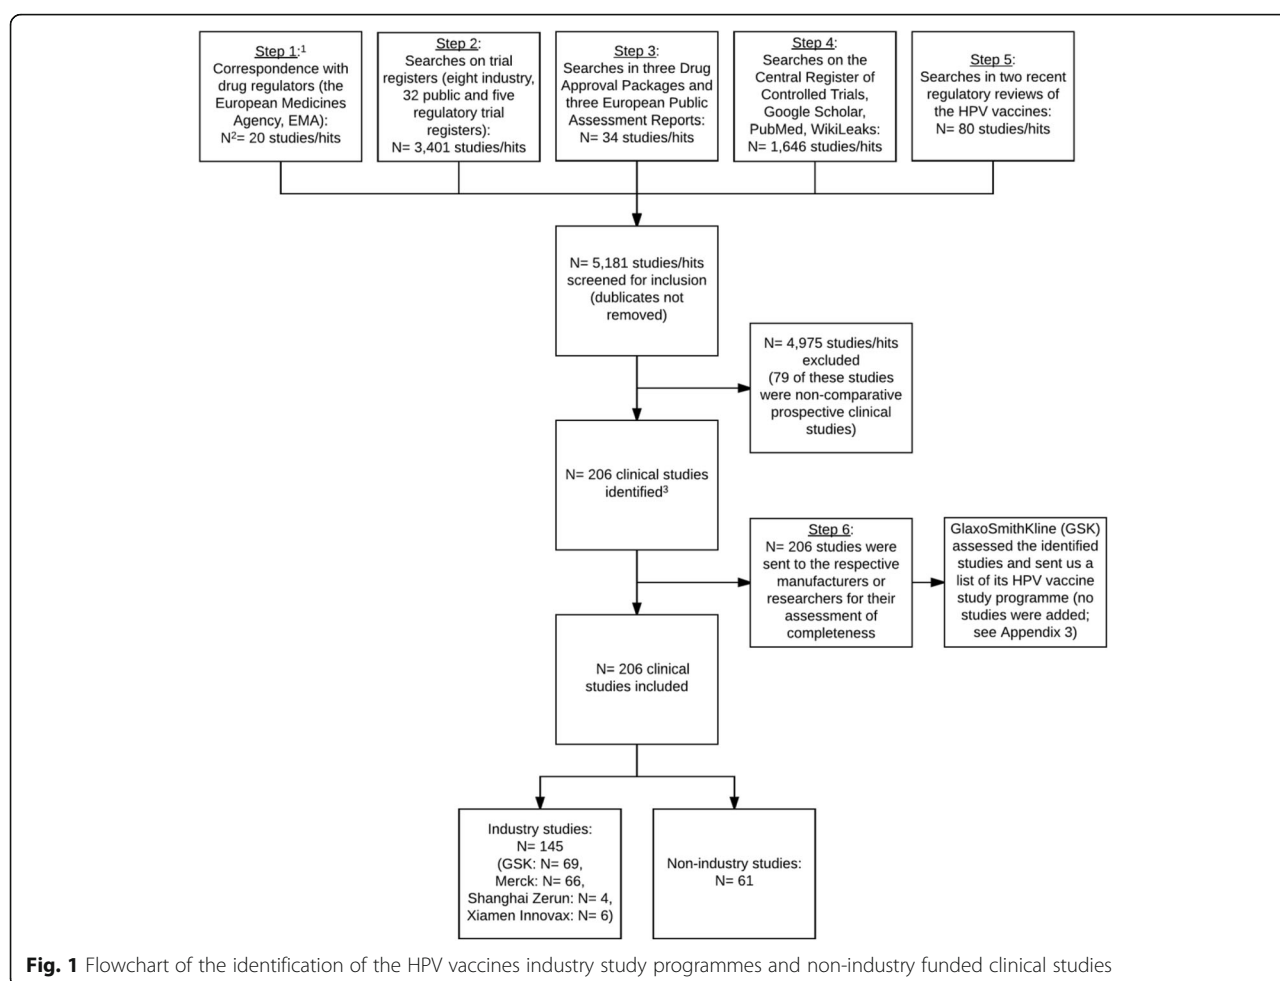 Step 1:1
Correspondence with
drug regulators (the
European Medicines
Agency, EMA):
N2= 20 studies/hits
Step 2:
Searches on trial
registers (eight industry,
32 public and five
regulatory trial
registers):
N= 3,401 studies/hits
Step 3:
Searches in three Drug
Approval Packages and
three European Public
Assessment Reports:
N= 34 studies/hits
Step 4:
Searches on the
Central Register of
Controlled Trials,
Google Scholar,
PubMed, WikiLeaks:
N= 1,646 studies/hits
Step 5:
Searches in two recent
regulatory reviews of
the HPV vaccines:
N= 80 studies/hits
N= 5,181 studies/hits
screened for inclusion
(dublicates not
removed)
N= 4,975 studies/hits
excluded
(79 of these studies
were non-comparative
prospective clinical
studies)
N= 206 clinical studies
identified3
Step 6:
N= 206 studies were
sent to the respective
manufacturers or
researchers for their
assessment of
completeness
GlaxoSmithKline (GSK)
assessed the identified
studies and sent us a
list of its HPV vaccine
study programme (no
studies were added;
see Appendix 3)
N= 206 clinical
studies included
Industry studies:
N= 145
(GSK: N= 69,
Merck: N= 66,
Shanghai Zerun: N= 4,
Xiamen Innovax: N= 6)
Non-industry studies:
N= 61
Fig. 1 Flowchart of the identification of the HPV vaccines industry study programmes and non-industry funded clinical studies